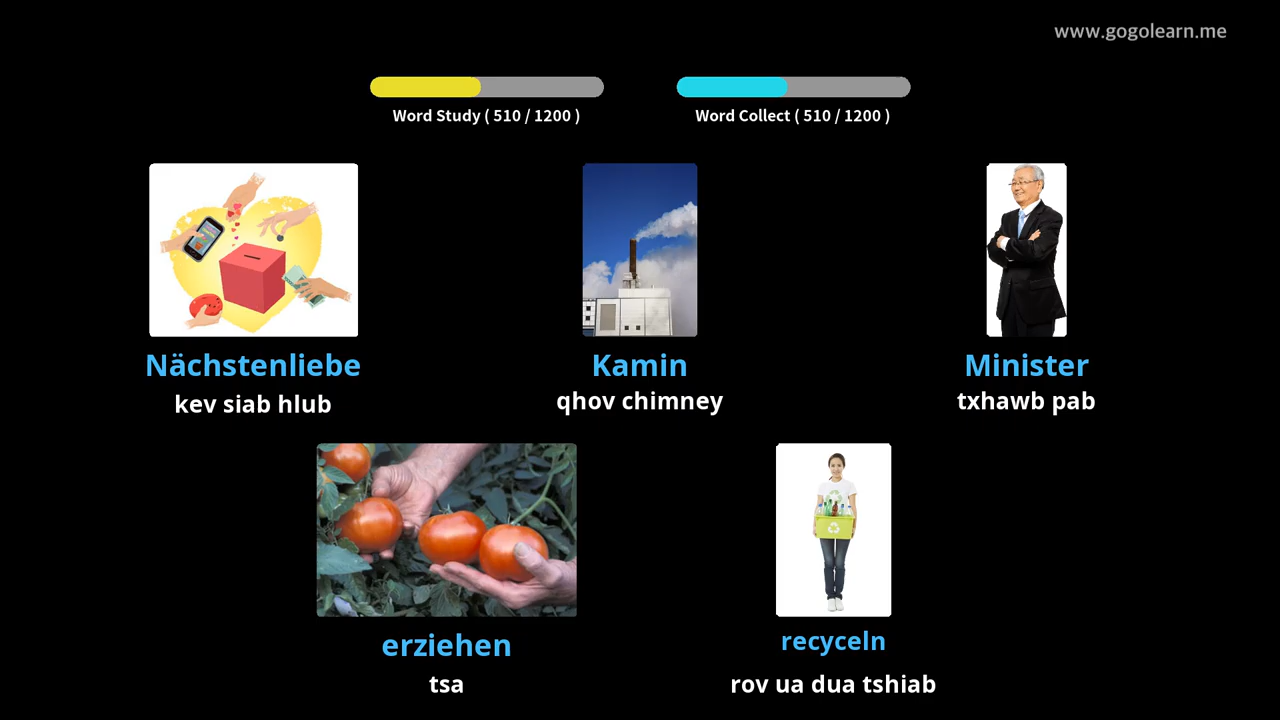 www.gogolearn.me
Word Study ( 510 / 1200 )
Word Collect ( 510 / 1200 )
Nächstenliebe
kev siab hlub
Kamin
qhov chimney
Minister
txhawb pab
erziehen
tsa
recyceln
rov ua dua tshiab